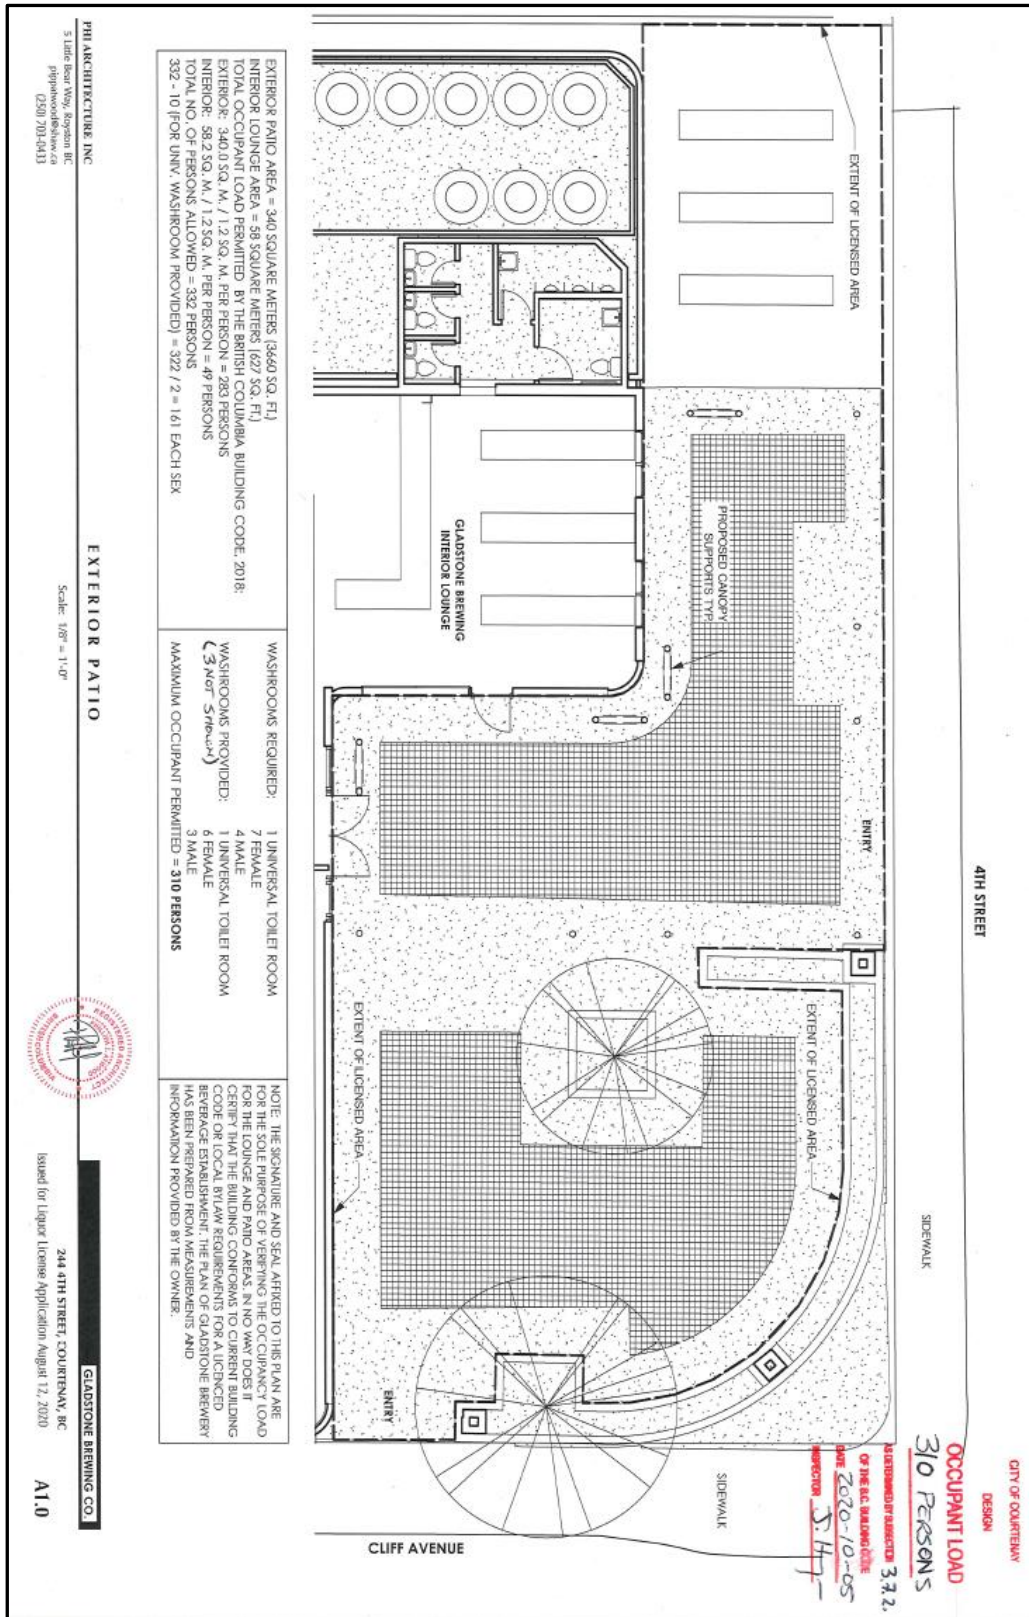 CITY OF COURTENAY
DESIGN
OCCUPANT LOAD
310 PERSONS
AS DETERMINED BY SUBSECTION 3.7.2.
OF THE B.C. BUILDING CODE
DATE 2020-10-05
INSPECTOR
4TH STREET
SIDEWALK
SIDEWALK
CLIFF AVENUE
EXTENT OF LICENSED AREA
PROPOSED CANOPY
SUPPORTS TYP.
ENTRY
GLADSTONE BREWING
INTERIOR LOUNGE
EXTENT OF LICENSED AREA
EXTENT OF LICENSED AREA
ENTRY
EXTERIOR PATIO AREA = 340 SQUARE METERS (3660 SQ. FT.)
INTERIOR LOUNGE AREA = 58 SQUARE METERS (627 SQ. FT.)
TOTAL OCCUPANT LOAD PERMITTED BY THE BRITISH COLUMBIA BUILDING CODE, 2018:
EXTERIOR: 340.0 SQ. M. / 1.2 SQ. M. PER PERSON = 283 PERSONS
INTERIOR: 58.2 SQ. M. / 1.2 SQ. M. PER PERSON = 49 PERSONS
TOTAL NO. OF PERSONS ALLOWED = 332 PERSONS
332 - 10 (FOR UNIV. WASHROOM PROVIDED) = 322 / 2 = 161 EACH SEX
WASHROOMS REQUIRED: 1 UNIVERSAL TOILET ROOM
7 FEMALE
4 MALE
WASHROOMS PROVIDED: 1 UNIVERSAL TOILET ROOM
(3 NOT SHOWN) 6 FEMALE
3 MALE
MAXIMUM OCCUPANT PERMITTED = 310 PERSONS
NOTE: THE SIGNATURE AND SEAL AFFIXED TO THIS PLAN ARE
FOR THE SOLE PURPOSE OF VERIFYING THE OCCUPANCY LOAD
FOR THE LOUNGE AND PATIO AREAS. IN NO WAY DOES IT
CERTIFY THAT THE BUILDING CONFORMS TO CURRENT BUILDING
CODE OR LOCAL BYLAW REQUIREMENTS FOR A LICENCED
BEVERAGE ESTABLISHMENT. THE PLAN OF GLADSTONE BREWERY
HAS BEEN PREPARED FROM MEASUREMENTS AND
INFORMATION PROVIDED BY THE OWNER.
PHI ARCHITECTURE INC
5 Little Bear Way, Royston BC
pippatwood@shaw.ca
(250) 703-0433
EXTERIOR PATIO
Scale: 1/8" = 1'-0"
REGISTERED ARCHITECT
BRITISH COLUMBIA
GLADSTONE BREWING CO.
244 4TH STREET, COURTENAY, BC
Issued for Liquor License Application August 12, 2020
A1.0